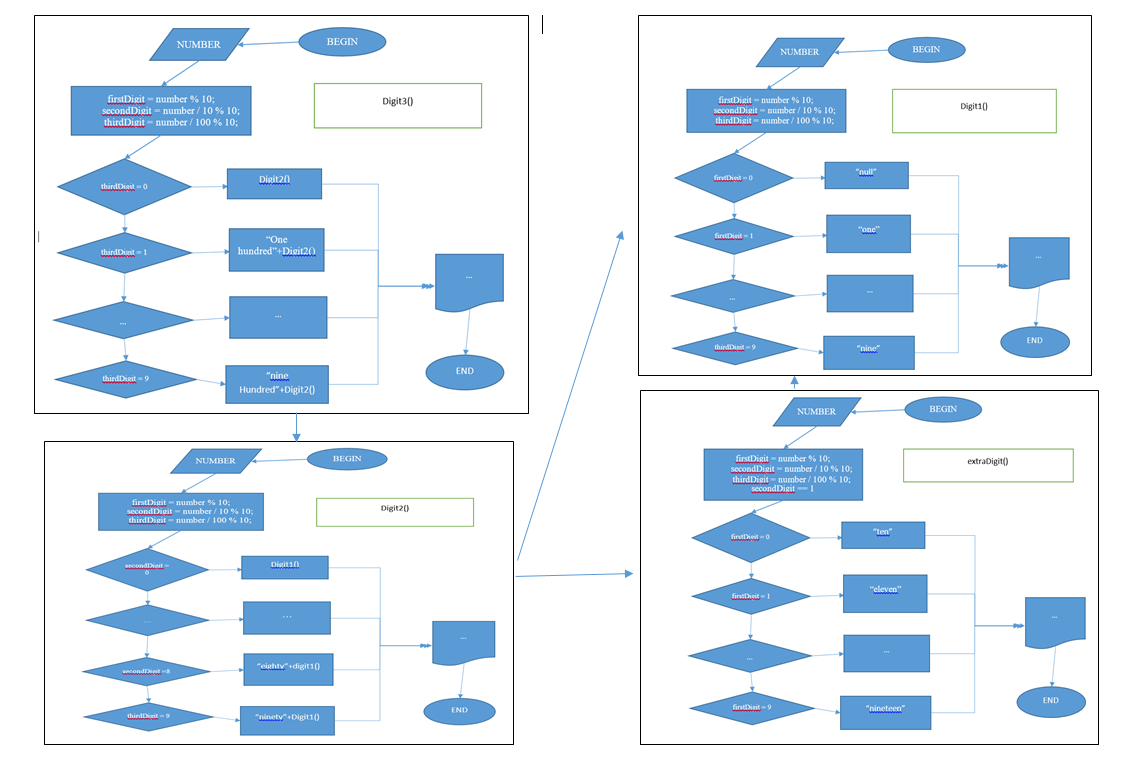 NUMBER
BEGIN
firstDigit = number % 10;
secondDigit = number / 10 % 10;
thirdDigit = number / 100 % 10;
Digit3()
thirdDigit = 0
Digit2()
thirdDigit = 1
"One
hundred"+Digit2()
...
...
...
thirdDigit = 9
"nine
Hundred"+Digit2()
END
NUMBER
BEGIN
firstDigit = number % 10;
secondDigit = number / 10 % 10;
thirdDigit = number / 100 % 10;
Digit2()
secondDigit =
0
Digit1()
...
...
...
secondDigit =8
"eighty"+digit1()
thirdDigit = 9
"ninety"+Digit1()
END
NUMBER
BEGIN
firstDigit = number % 10;
secondDigit = number / 10 % 10;
thirdDigit = number / 100 % 10;
Digit1()
firstDigit = 0
"null"
firstDigit = 1
"one"
...
...
...
thirdDigit = 9
"nine"
END
NUMBER
BEGIN
firstDigit = number % 10;
secondDigit = number / 10 % 10;
thirdDigit = number / 100 % 10;
secondDigit == 1
extraDigit()
firstDigit = 0
"ten"
firstDigit = 1
"eleven"
...
...
...
firstDigit = 9
"nineteen"
END